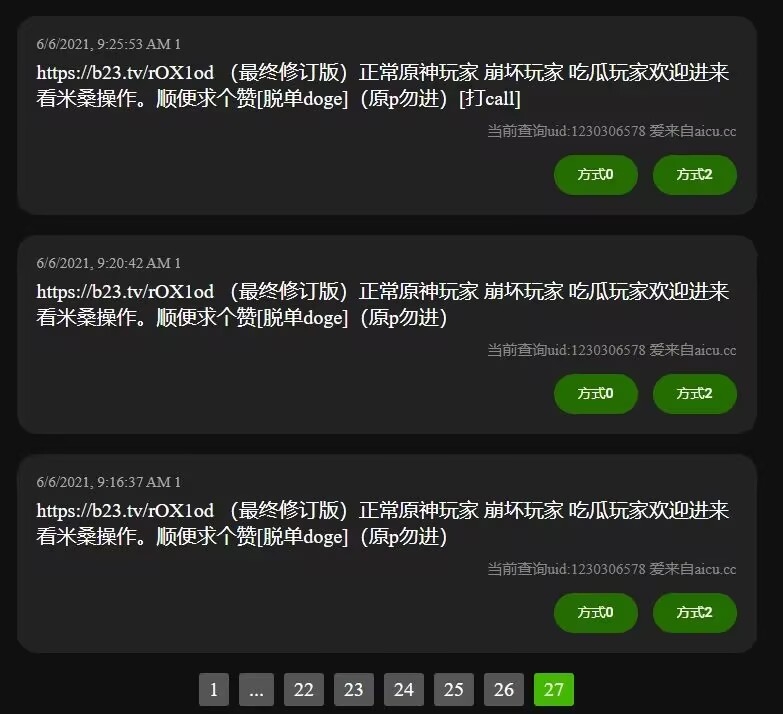 6/6/2021, 9:25:53 AM 1
https://b23.tv/rOX1od （最终修订版）正常原神玩家 崩坏玩家 吃瓜玩家欢迎进来
看米桑操作。顺便求个赞[脱单doge]（原p勿进）[打call]
当前查询uid:1230306578 爱来自aicu.cc
方式0 方式2
6/6/2021, 9:20:42 AM 1
https://b23.tv/rOX1od （最终修订版）正常原神玩家 崩坏玩家 吃瓜玩家欢迎进来
看米桑操作。顺便求个赞[脱单doge]（原p勿进）
当前查询uid:1230306578 爱来自aicu.cc
方式0 方式2
6/6/2021, 9:16:37 AM 1
https://b23.tv/rOX1od （最终修订版）正常原神玩家 崩坏玩家 吃瓜玩家欢迎进来
看米桑操作。顺便求个赞[脱单doge]（原p勿进）
当前查询uid:1230306578 爱来自aicu.cc
方式0 方式2
1 ... 22 23 24 25 26 27